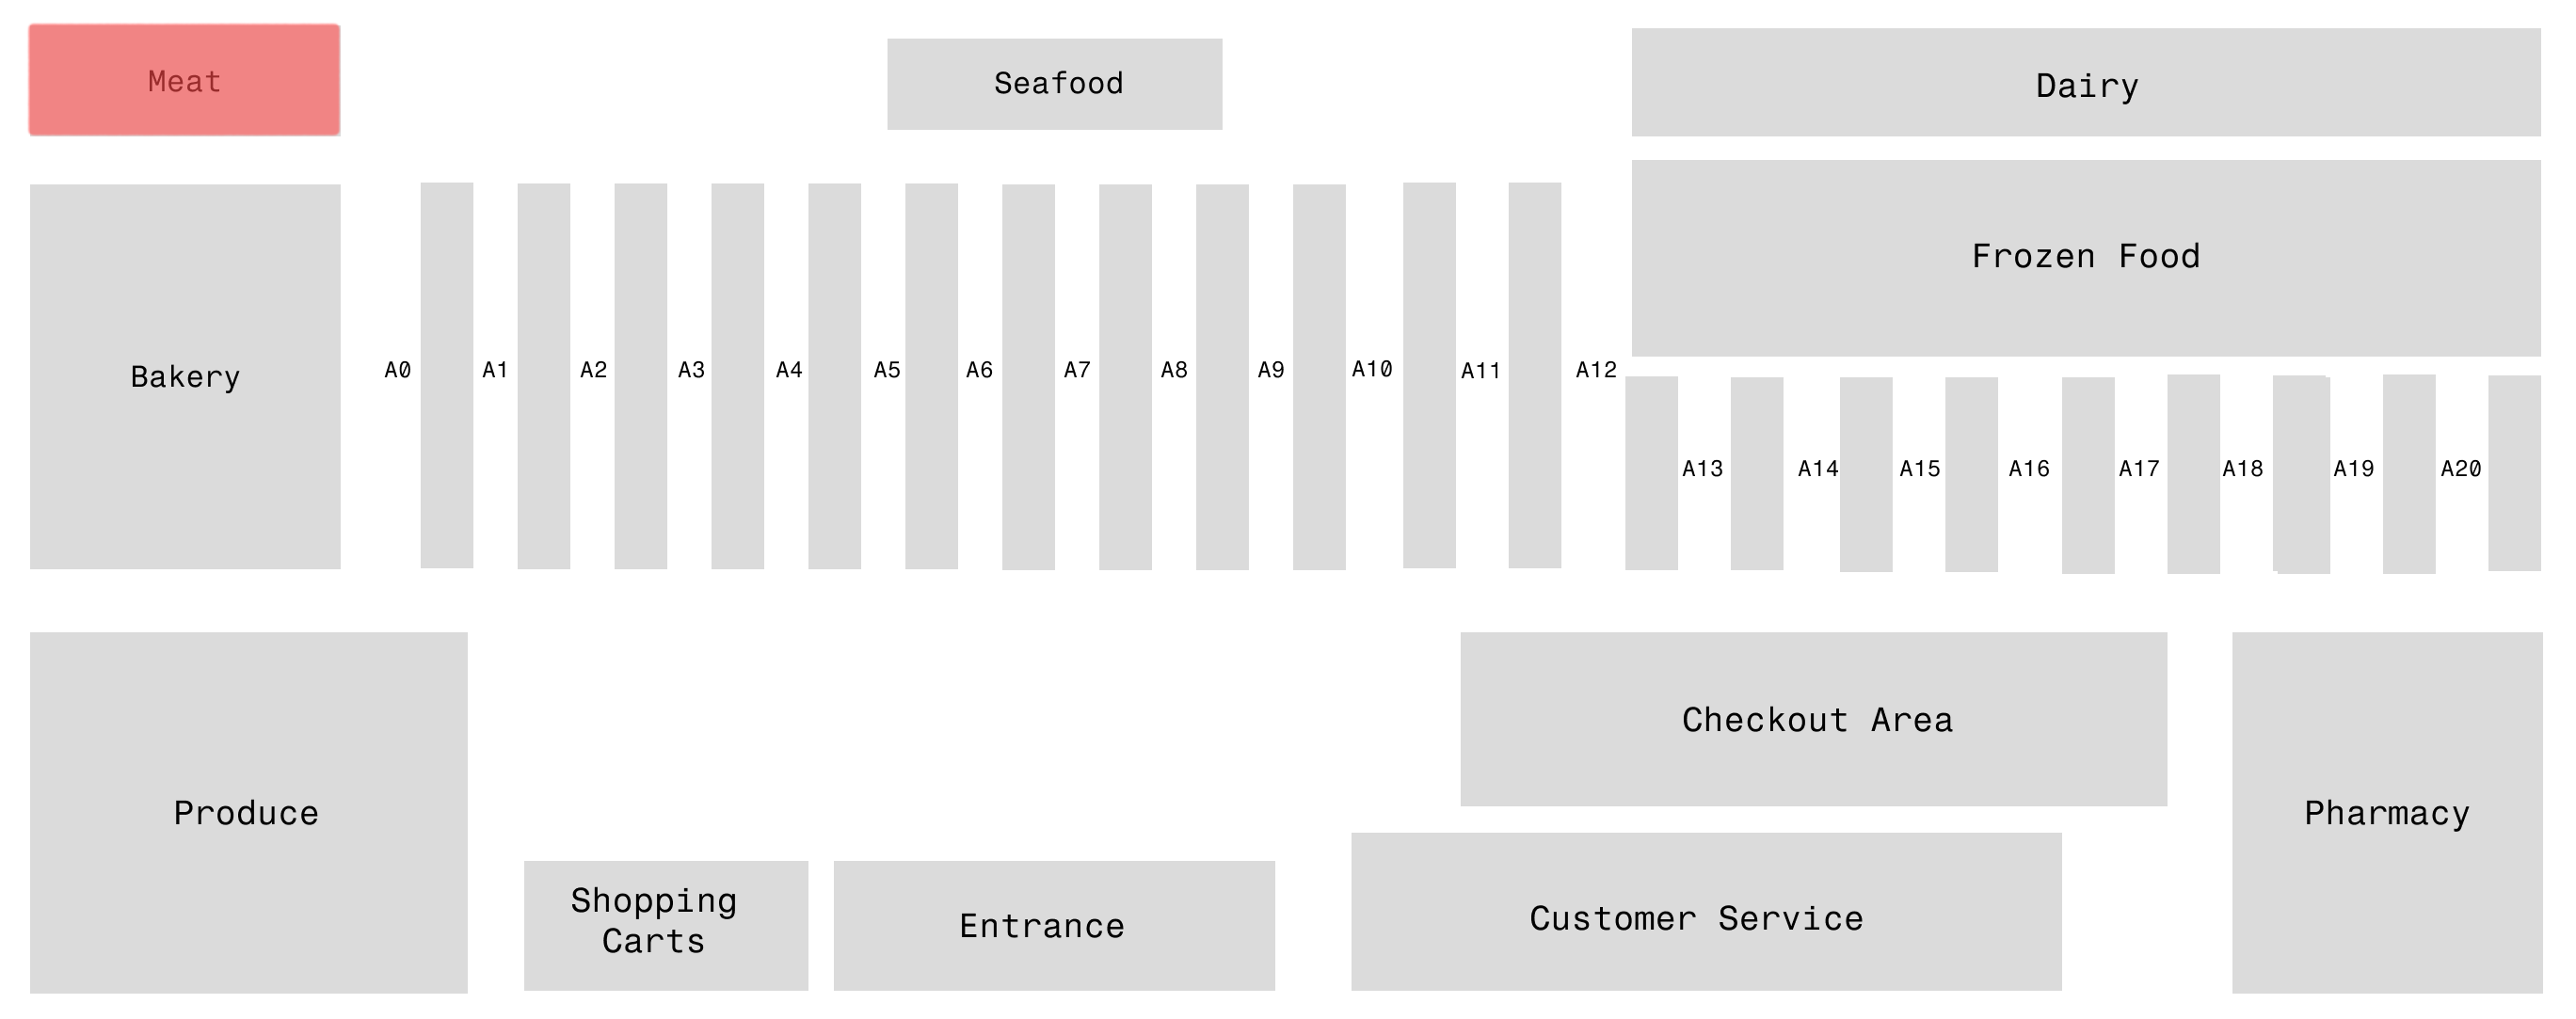 Meat
Seafood
Dairy
Frozen Food
Bakery
A0
A1
A2
A3
A4
A5
A6
A7
A8
A9
A10
A11
A12
A13
A14
A15
A16
A17
A18
A19
A20
Produce
Checkout Area
Pharmacy
Shopping
Carts
Entrance
Customer Service